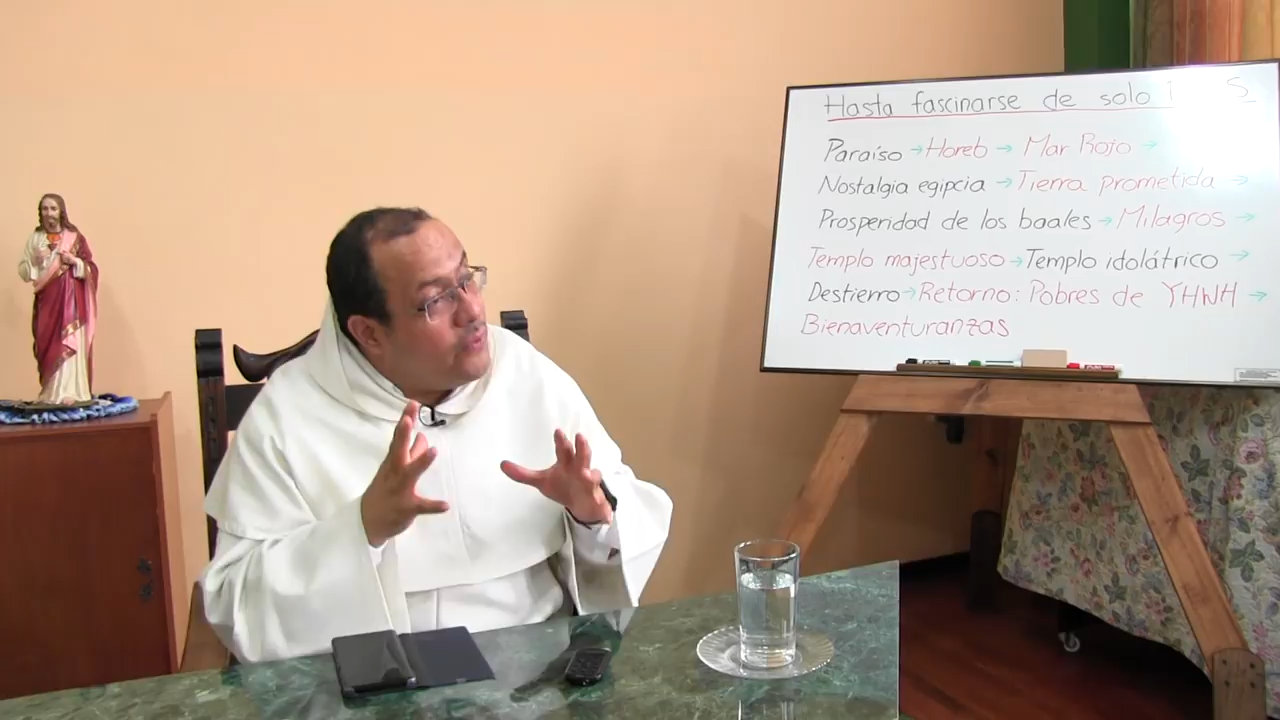 Hasta fascinarse de solo
Paraíso → Horeb → Mar Rojo →
Nostalgia egipcia → Tierra prometida →
Prosperidad de los baales → Milagros →
Templo majestuoso → Templo idolátrico →
Destierro → Retorno: Pobres de YHWH →
Bienaventuranzas